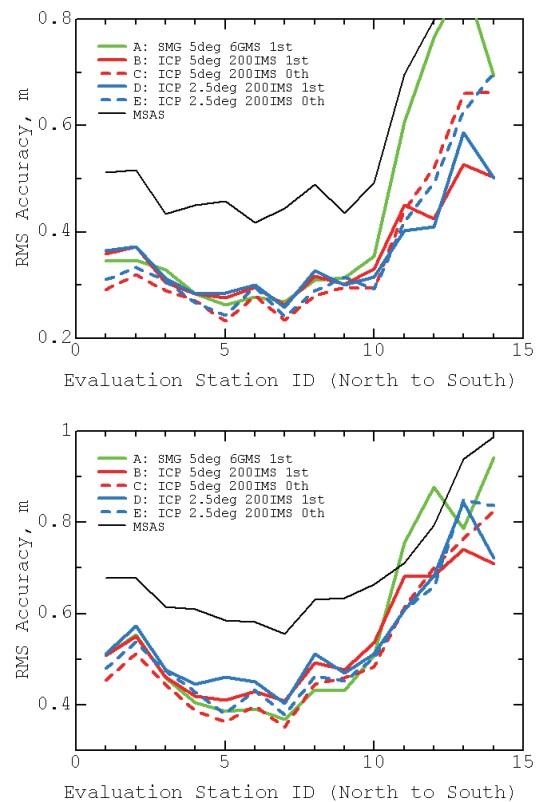 0.8
A: SMG 5deg 6GMS 1st
B: ICP 5deg 200IMS 1st
C: ICP 5deg 200IMS 0th
D: ICP 2.5deg 200IMS 1st
E: ICP 2.5deg 200IMS 0th
MSAS
0.6
RMS Accuracy, m
0.4
0.2
0 5 10 15
Evaluation Station ID (North to South)
1
A: SMG 5deg 6GMS 1st
B: ICP 5deg 200IMS 1st
C: ICP 5deg 200IMS 0th
D: ICP 2.5deg 200IMS 1st
E: ICP 2.5deg 200IMS 0th
MSAS
0.8
RMS Accuracy, m
0.6
0.4
0 5 10 15
Evaluation Station ID (North to South)